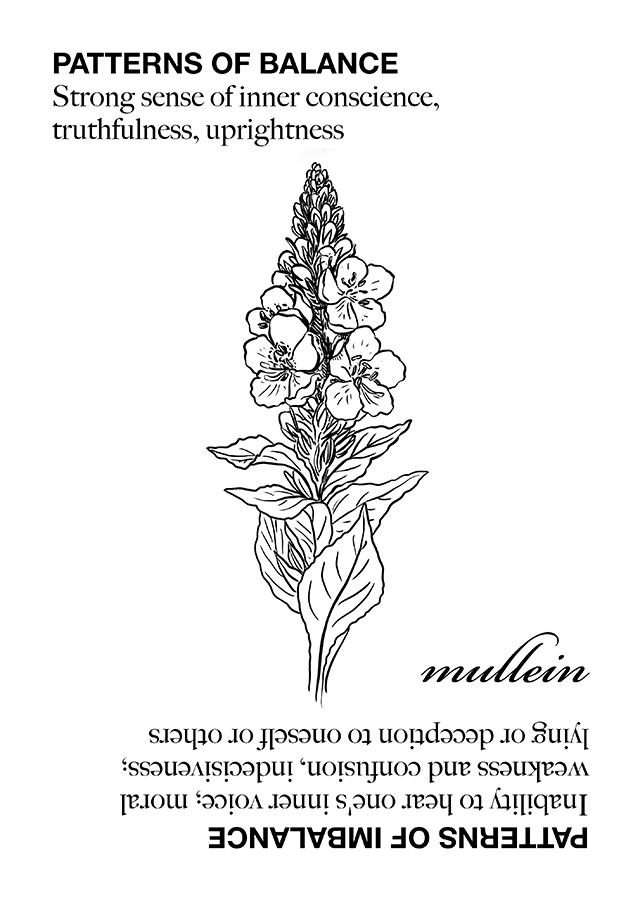 PATTERNS OF BALANCE
Strong sense of inner conscience,
truthfulness, uprightness
mullein
PATTERNS OF IMBALANCE
Inability to hear one's inner voice; moral
weakness and confusion, indecisiveness;
lying or deception to oneself or others